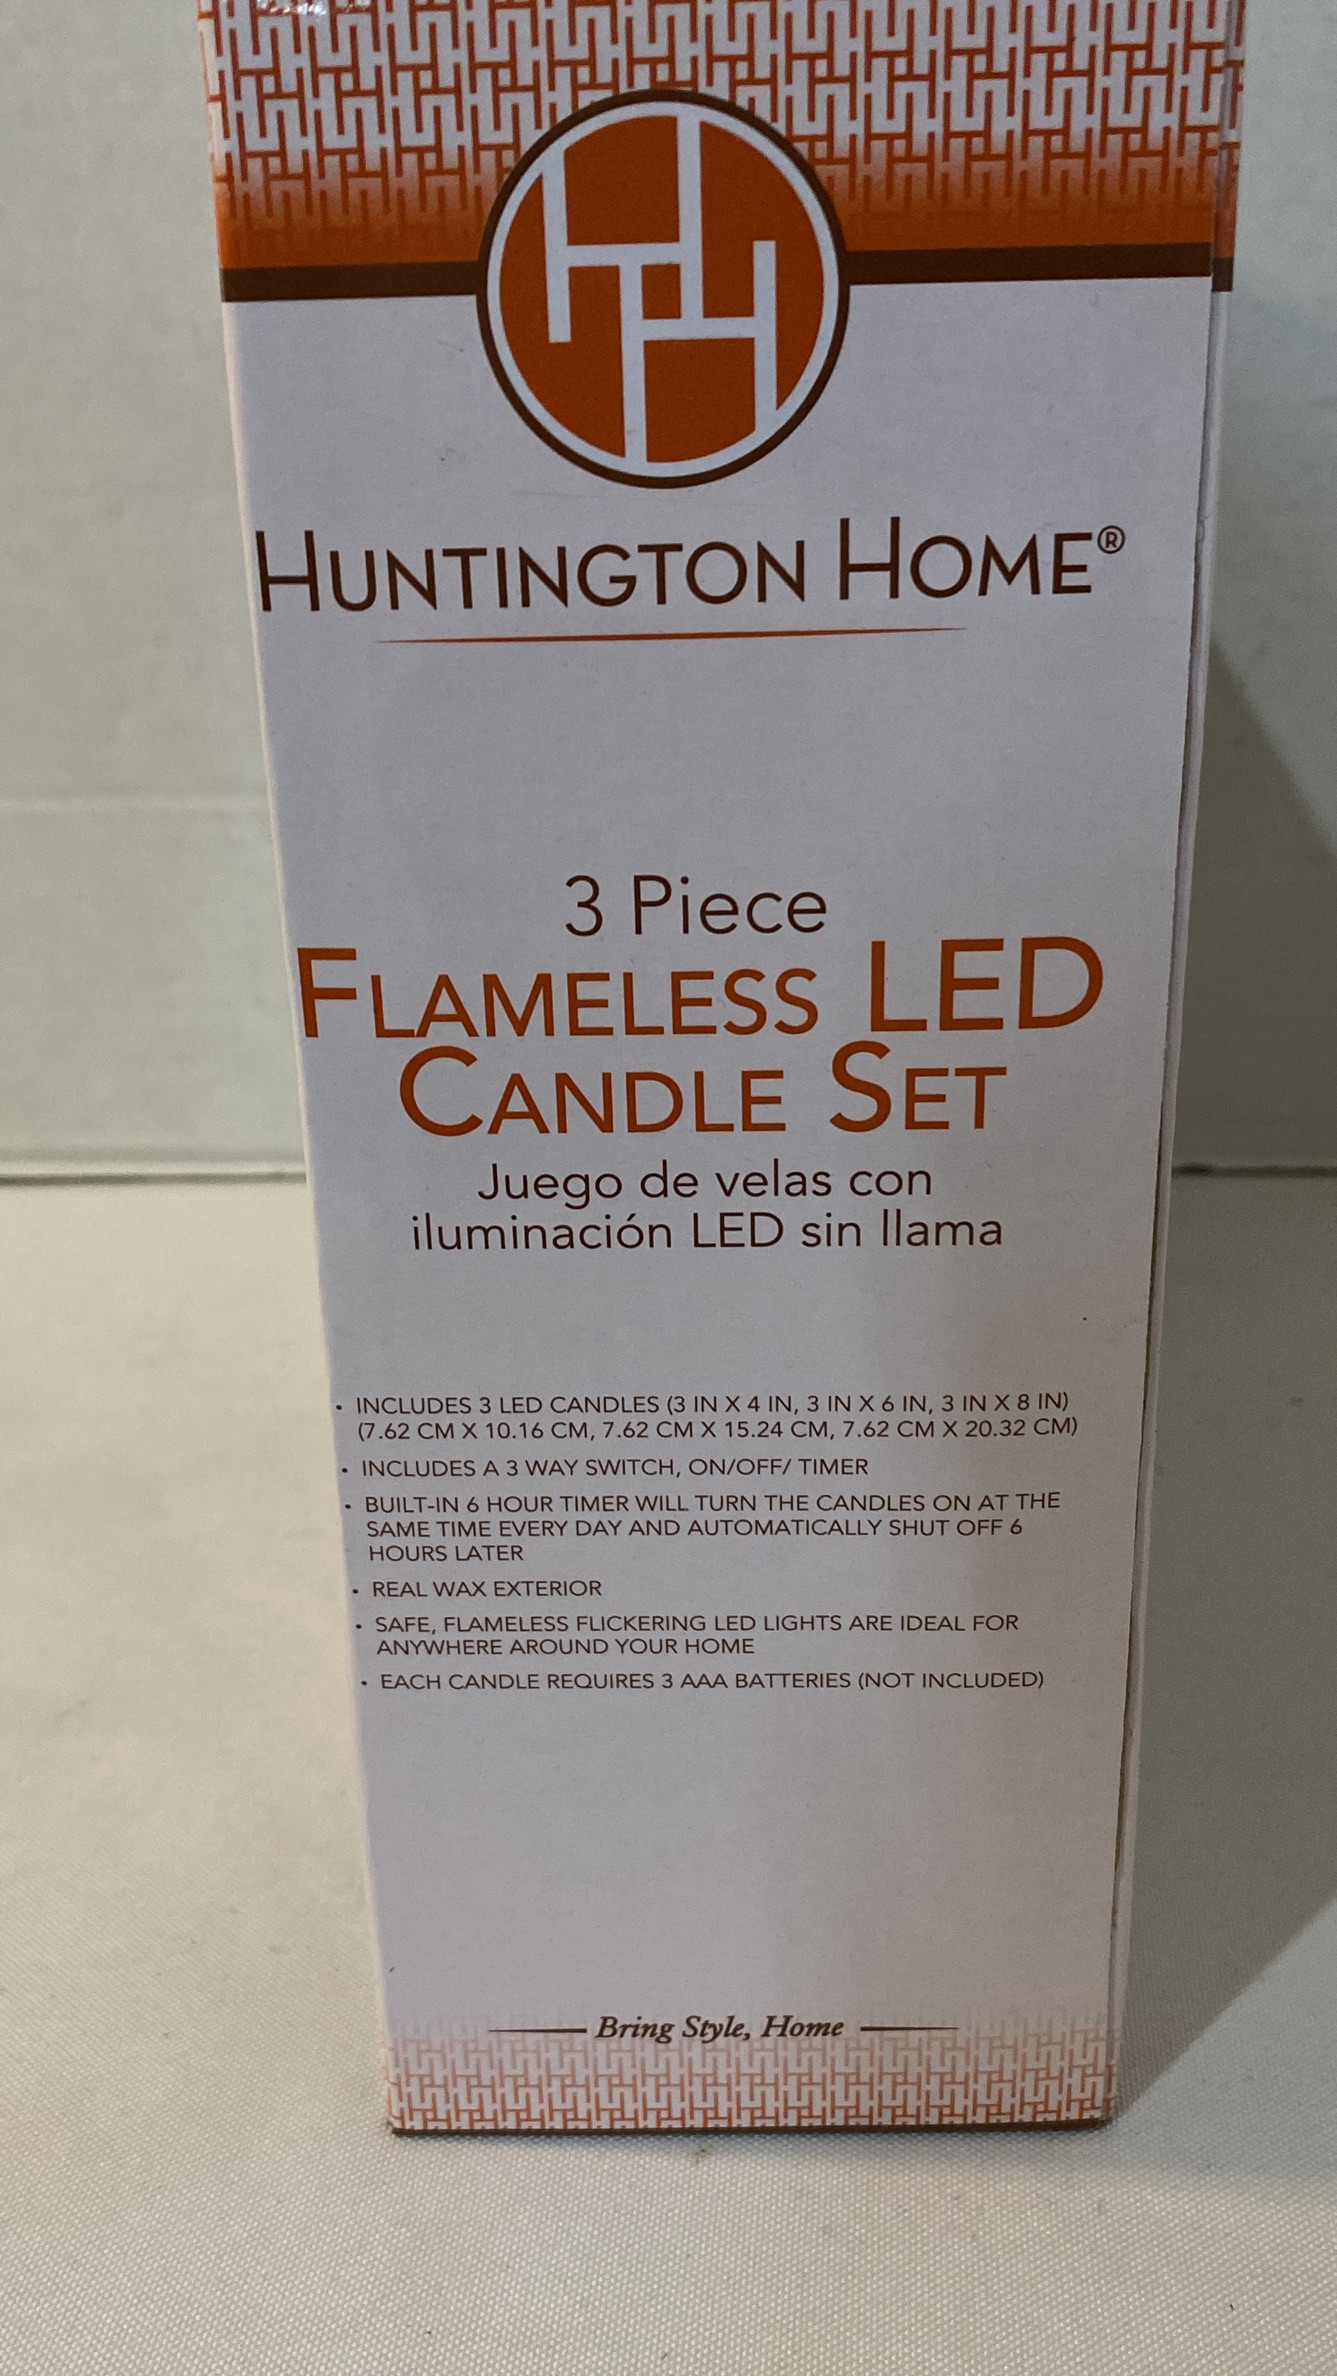 HUNTINGTON HOME®
3 Piece
FLAMELESS LED
CANDLE SET
Juego de velas con
iluminación LED sin llama
• INCLUDES 3 LED CANDLES (3 IN X 4 IN, 3 IN X 6 IN, 3 IN X 8 IN)
(7.62 CM X 10.16 CM, 7.62 CM X 15.24 CM, 7.62 CM X 20.32 CM)
• INCLUDES A 3 WAY SWITCH, ON/OFF/ TIMER
• BUILT-IN 6 HOUR TIMER WILL TURN THE CANDLES ON AT THE
SAME TIME EVERY DAY AND AUTOMATICALLY SHUT OFF 6
HOURS LATER
• REAL WAX EXTERIOR
• SAFE, FLAMELESS FLICKERING LED LIGHTS ARE IDEAL FOR
ANYWHERE AROUND YOUR HOME
• EACH CANDLE REQUIRES 3 AAA BATTERIES (NOT INCLUDED)
Bring Style, Home